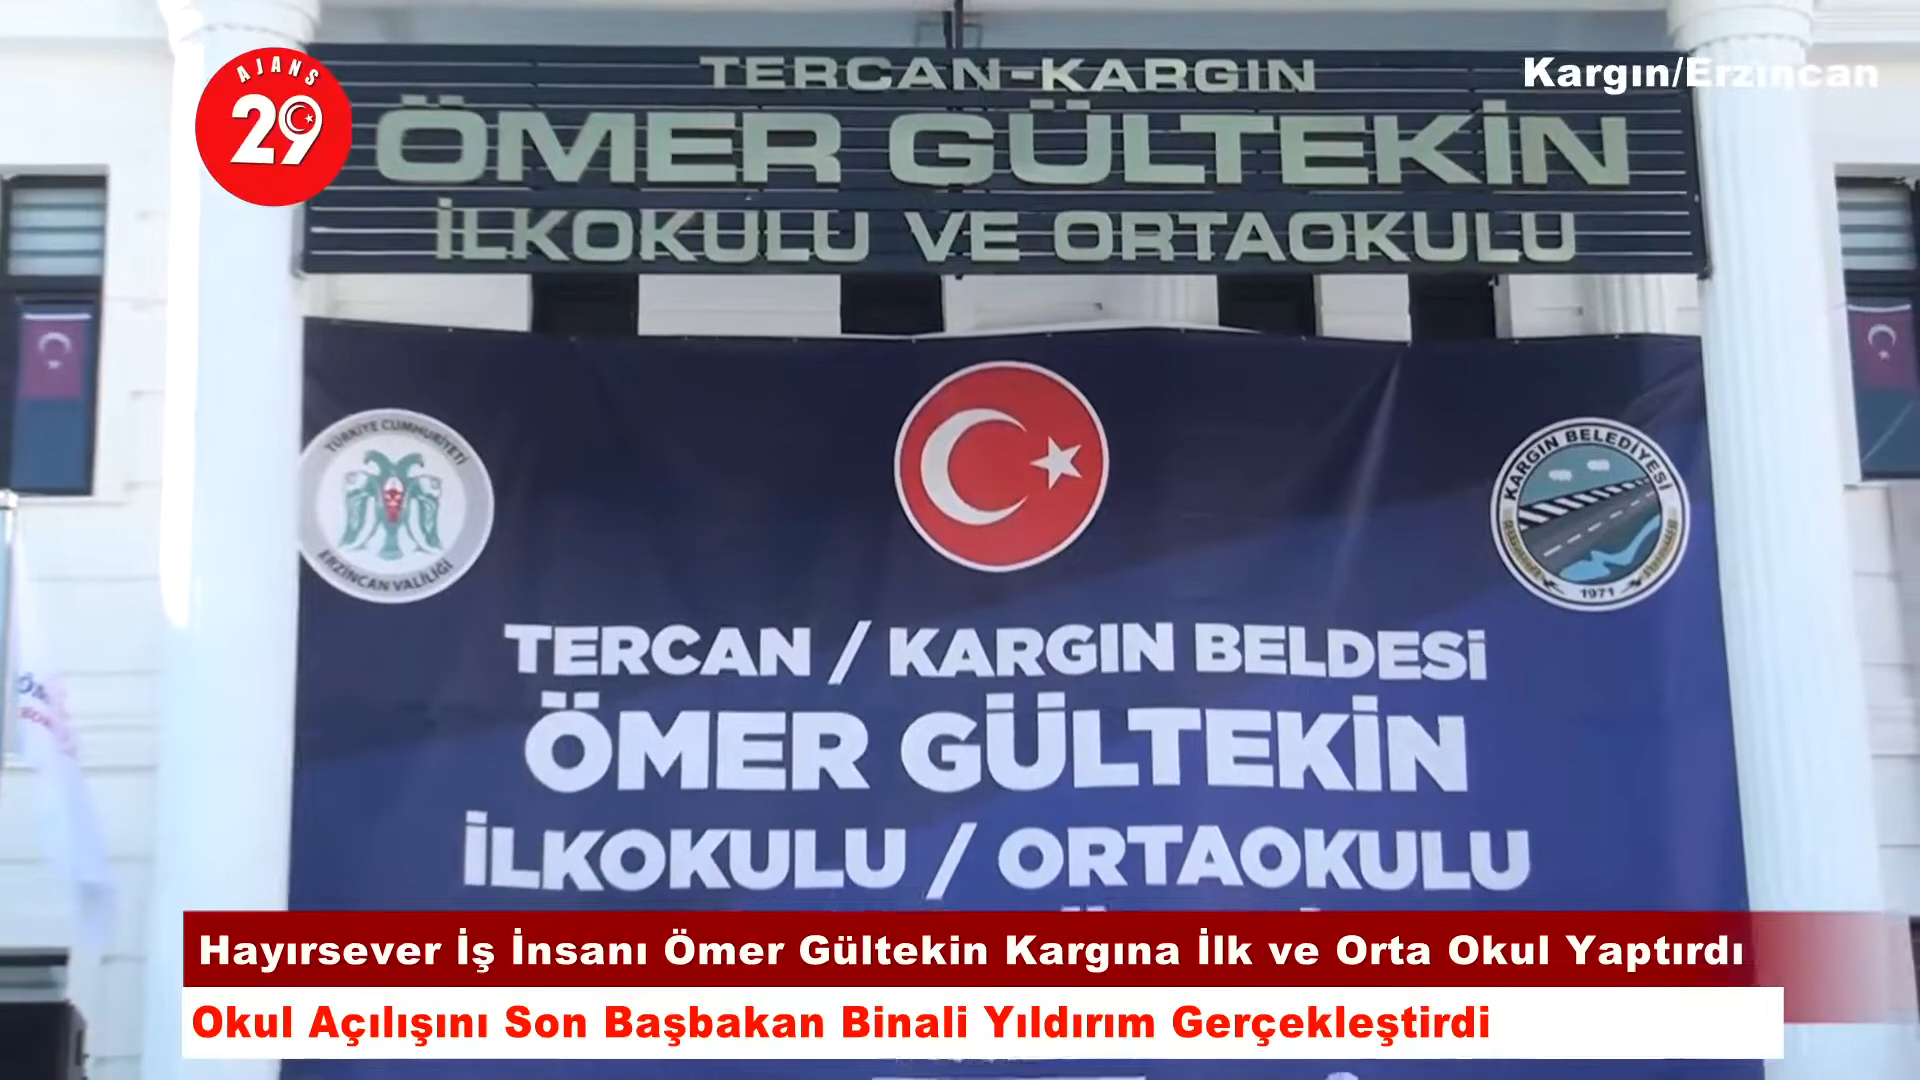 AJANS
29
Kargın/Erzincan
TERCAN-KARGIN
ÖMER GÜLTEKİN
İLKOKULU VE ORTAOKULU
TÜRKİYE CUMHURİYETİ
ERZİNCAN VALİLİĞİ
KARGIN BELEDİYESİ
1971
TERCAN / KARGIN BELDESİ
ÖMER GÜLTEKİN
İLKOKULU / ORTAOKULU
Hayırsever İş İnsanı Ömer Gültekin Kargına İlk ve Orta Okul Yaptırdı
Okul Açılışını Son Başbakan Binali Yıldırım Gerçekleştirdi